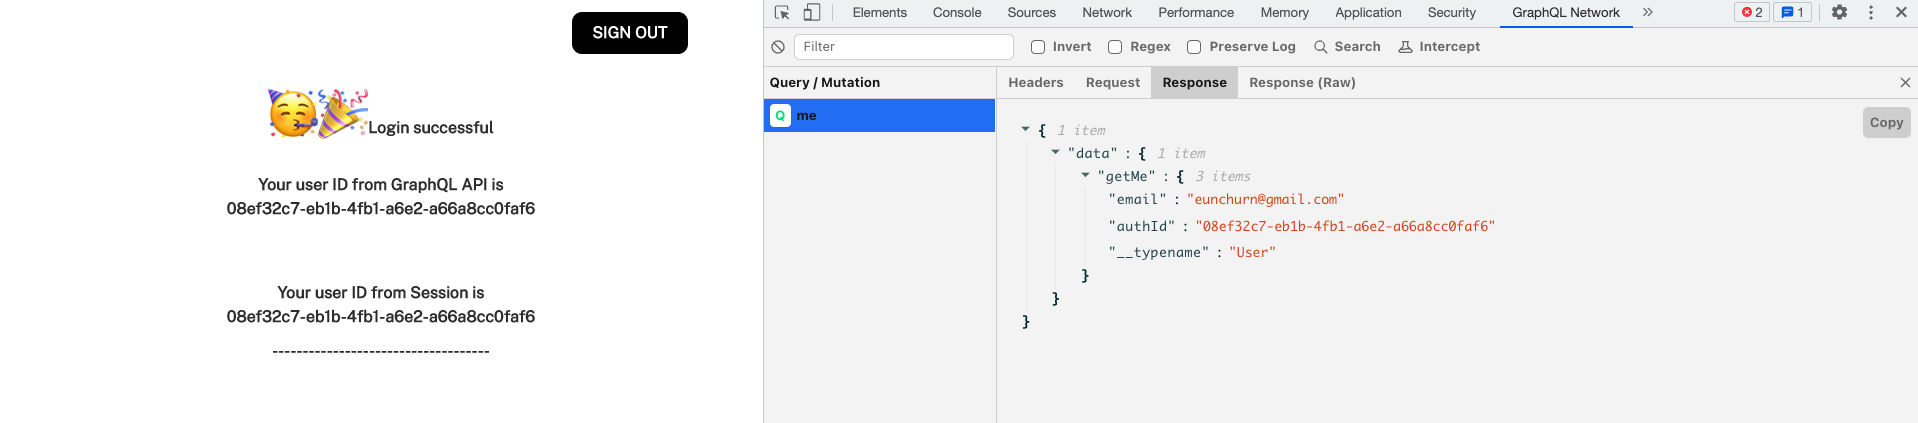 SIGN OUT
Login successful
Your user ID from GraphQL API is
08ef32c7-eb1b-4fb1-a6e2-a66a8cc0faf6
Your user ID from Session is
08ef32c7-eb1b-4fb1-a6e2-a66a8cc0faf6
------------------------------------
Elements Console Sources Network Performance Memory Application Security GraphQL Network » 2 1
Filter Invert Regex Preserve Log Search Intercept
Query / Mutation
Q me
Headers Request Response Response (Raw)
Copy
{ 1 item
"data" : { 1 item
"getMe" : { 3 items
"email" : "eunchurn@gmail.com"
"authId" : "08ef32c7-eb1b-4fb1-a6e2-a66a8cc0faf6"
"__typename" : "User"
}
}
}